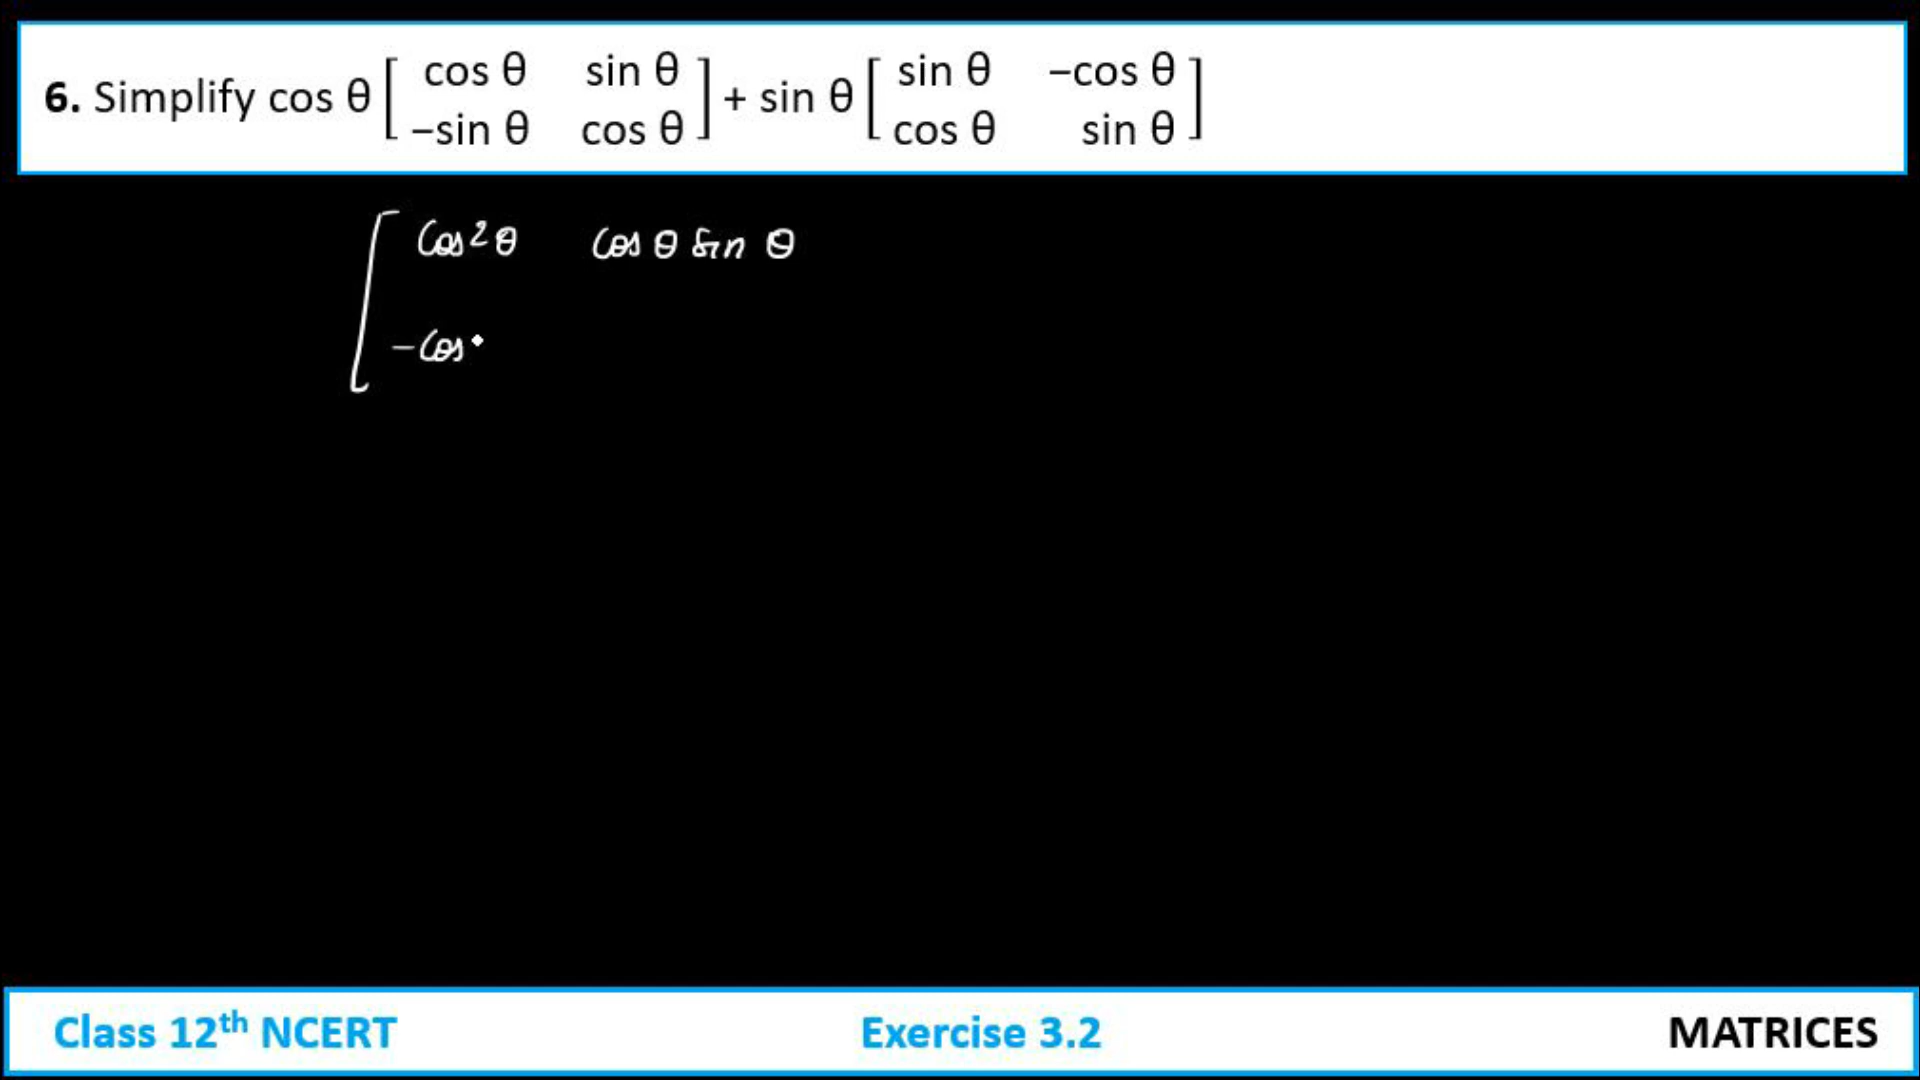 6. Simplify cos θ [ cos θ sin θ ] + sin θ [ sin θ −cos θ ]
−sin θ cos θ cos θ sin θ
cos²θ cos θ sin θ
−cos
Class 12th NCERT Exercise 3.2 MATRICES